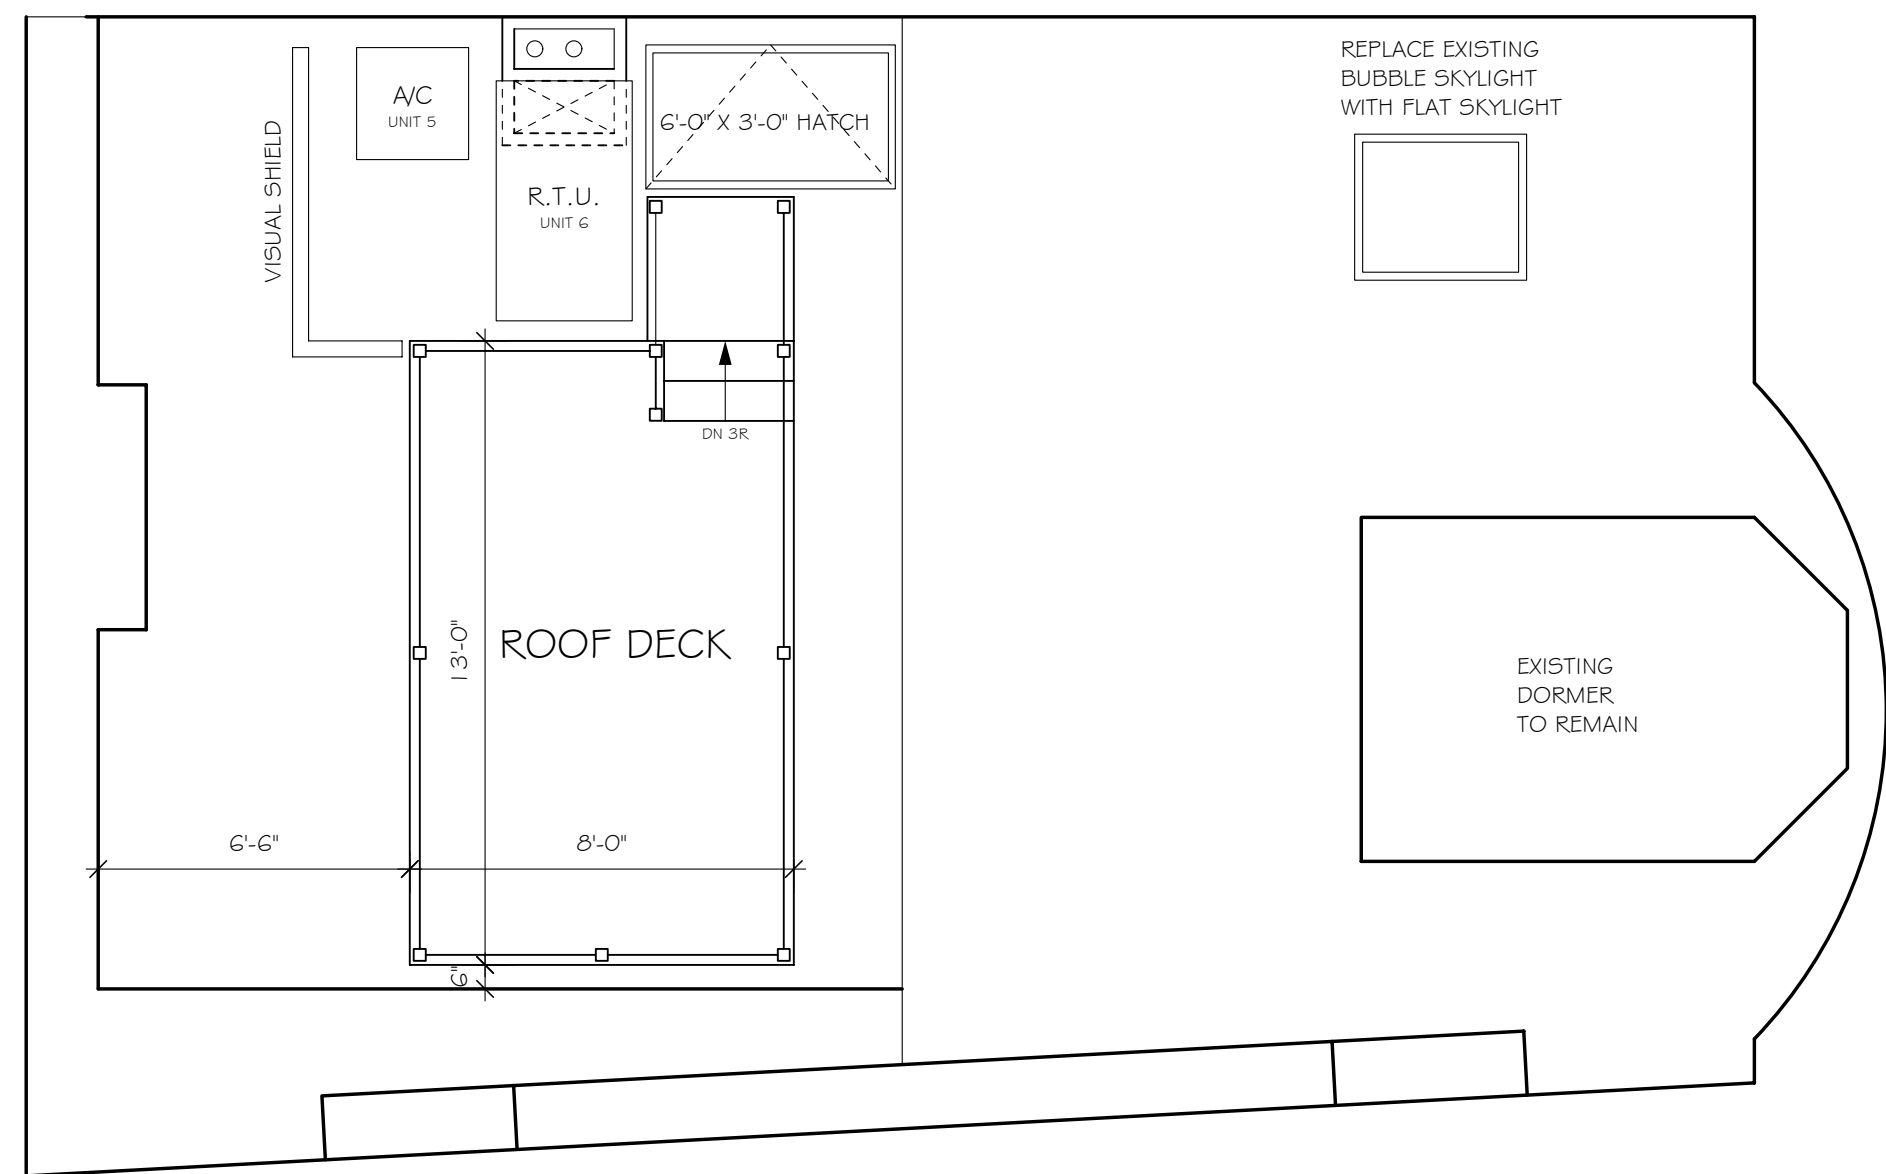 REPLACE EXISTING
BUBBLE SKYLIGHT
WITH FLAT SKYLIGHT
A/C
UNIT 5
6'-0" X 3'-0" HATCH
VISUAL SHIELD
R.T.U.
UNIT 6
DN 3R
13'-0"
ROOF DECK
EXISTING
DORMER
TO REMAIN
6'-6"
8'-0"
6"